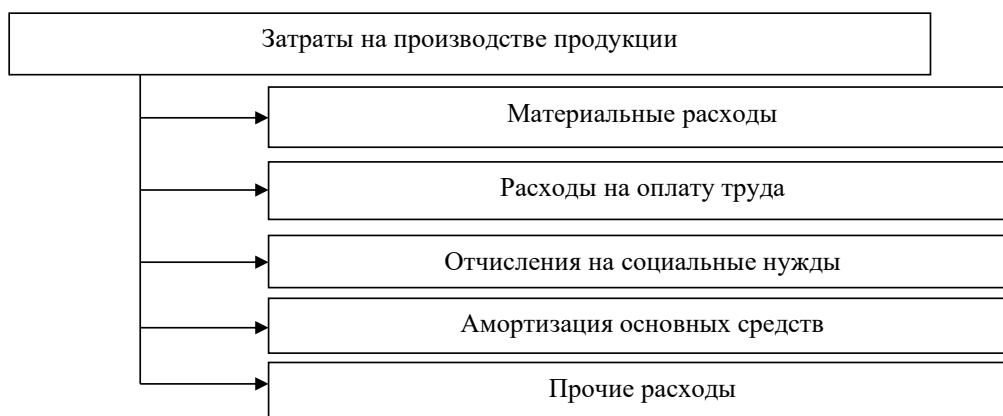 Затраты на производстве продукции
Материальные расходы
Расходы на оплату труда
Отчисления на социальные нужды
Амортизация основных средств
Прочие расходы